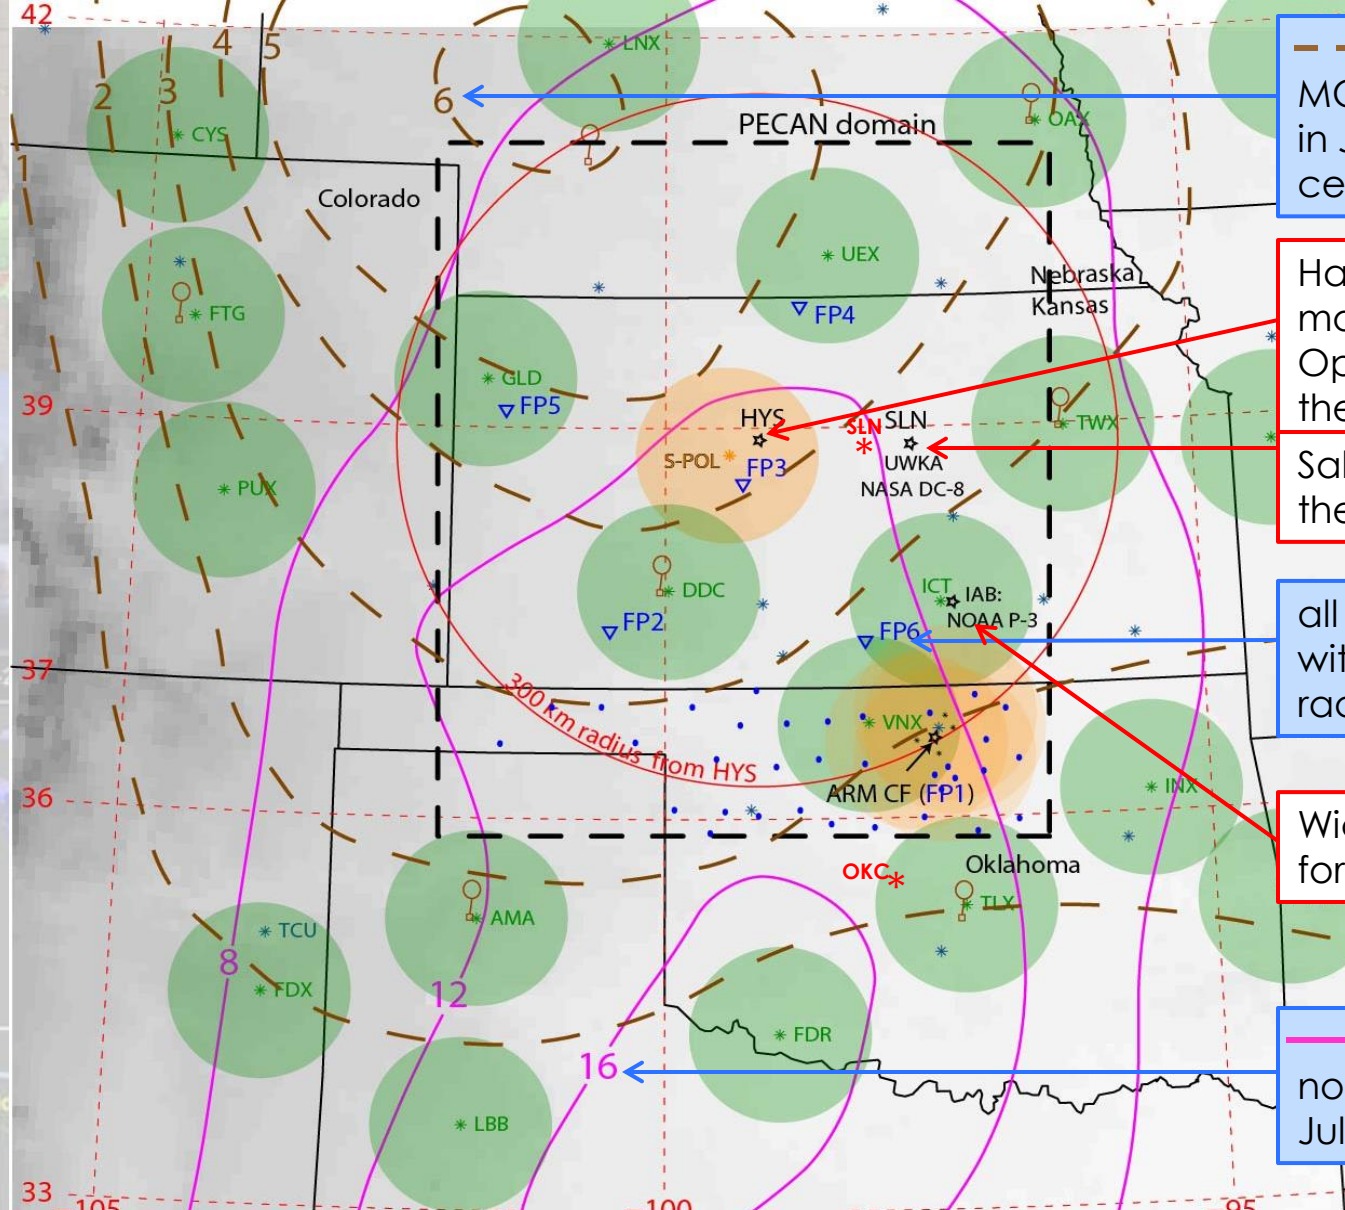 42
4
5
LNX
6
2
3
CYS
OAX
PECAN domain
MC
in J
ce
1
Colorado
UEX
Nebraska
Kansas
FTG
FP4
Ha
mo
Op
the
GLD
FP5
39
HYS
SLN
SLN
TWX
S-POL
FP3
UWKA
NASA DC-8
Sal
the
PUX
DDC
ICT
IAB:
NOAA P-3
FP2
FP6
all
wit
rac
37
300 km radius from HYS
VNX
36
ARM CF (FP1)
INX
Wic
for
OKC
Oklahoma
AMA
TLX
TCU
8
FDX
12
FDR
16
no
Jul
LBB
33
-105
-100
-95